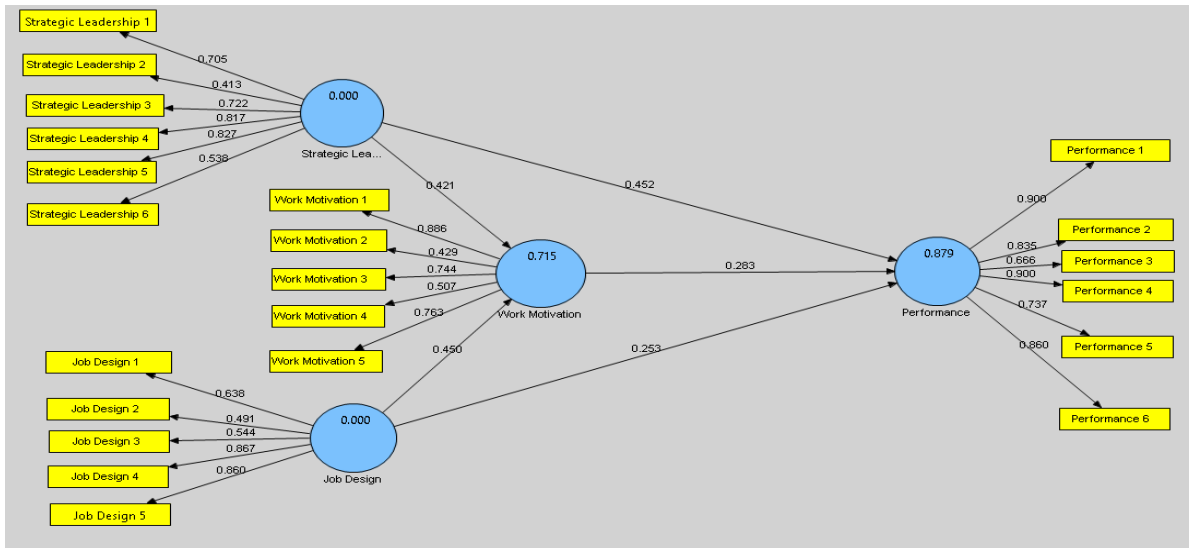 Strategic Leadership 1
0.705
Strategic Leadership 2
0.413
Strategic Leadership 3
0.722
Strategic Leadership 4
0.817
Strategic Leadership 5
0.827
Strategic Leadership 6
0.538
0.000
Strategic Lea...
0.421
0.452
Work Motivation 1
0.886
Work Motivation 2
0.429
Work Motivation 3
0.744
Work Motivation 4
0.507
Work Motivation 5
0.763
0.715
Work Motivation
0.283
0.450
0.253
Job Design 1
0.638
Job Design 2
0.491
Job Design 3
0.544
Job Design 4
0.867
Job Design 5
0.860
0.000
Job Design
0.879
Performance
Performance 1
0.900
Performance 2
0.835
Performance 3
0.666
Performance 4
0.900
Performance 5
0.737
Performance 6
0.860